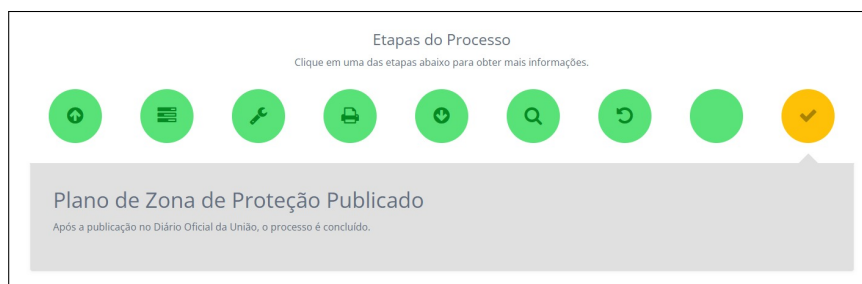 Etapas do Processo
Clique em uma das etapas abaixo para obter mais informações.
Plano de Zona de Proteção Publicado
Após a publicação no Diário Oficial da União, o processo é concluído.